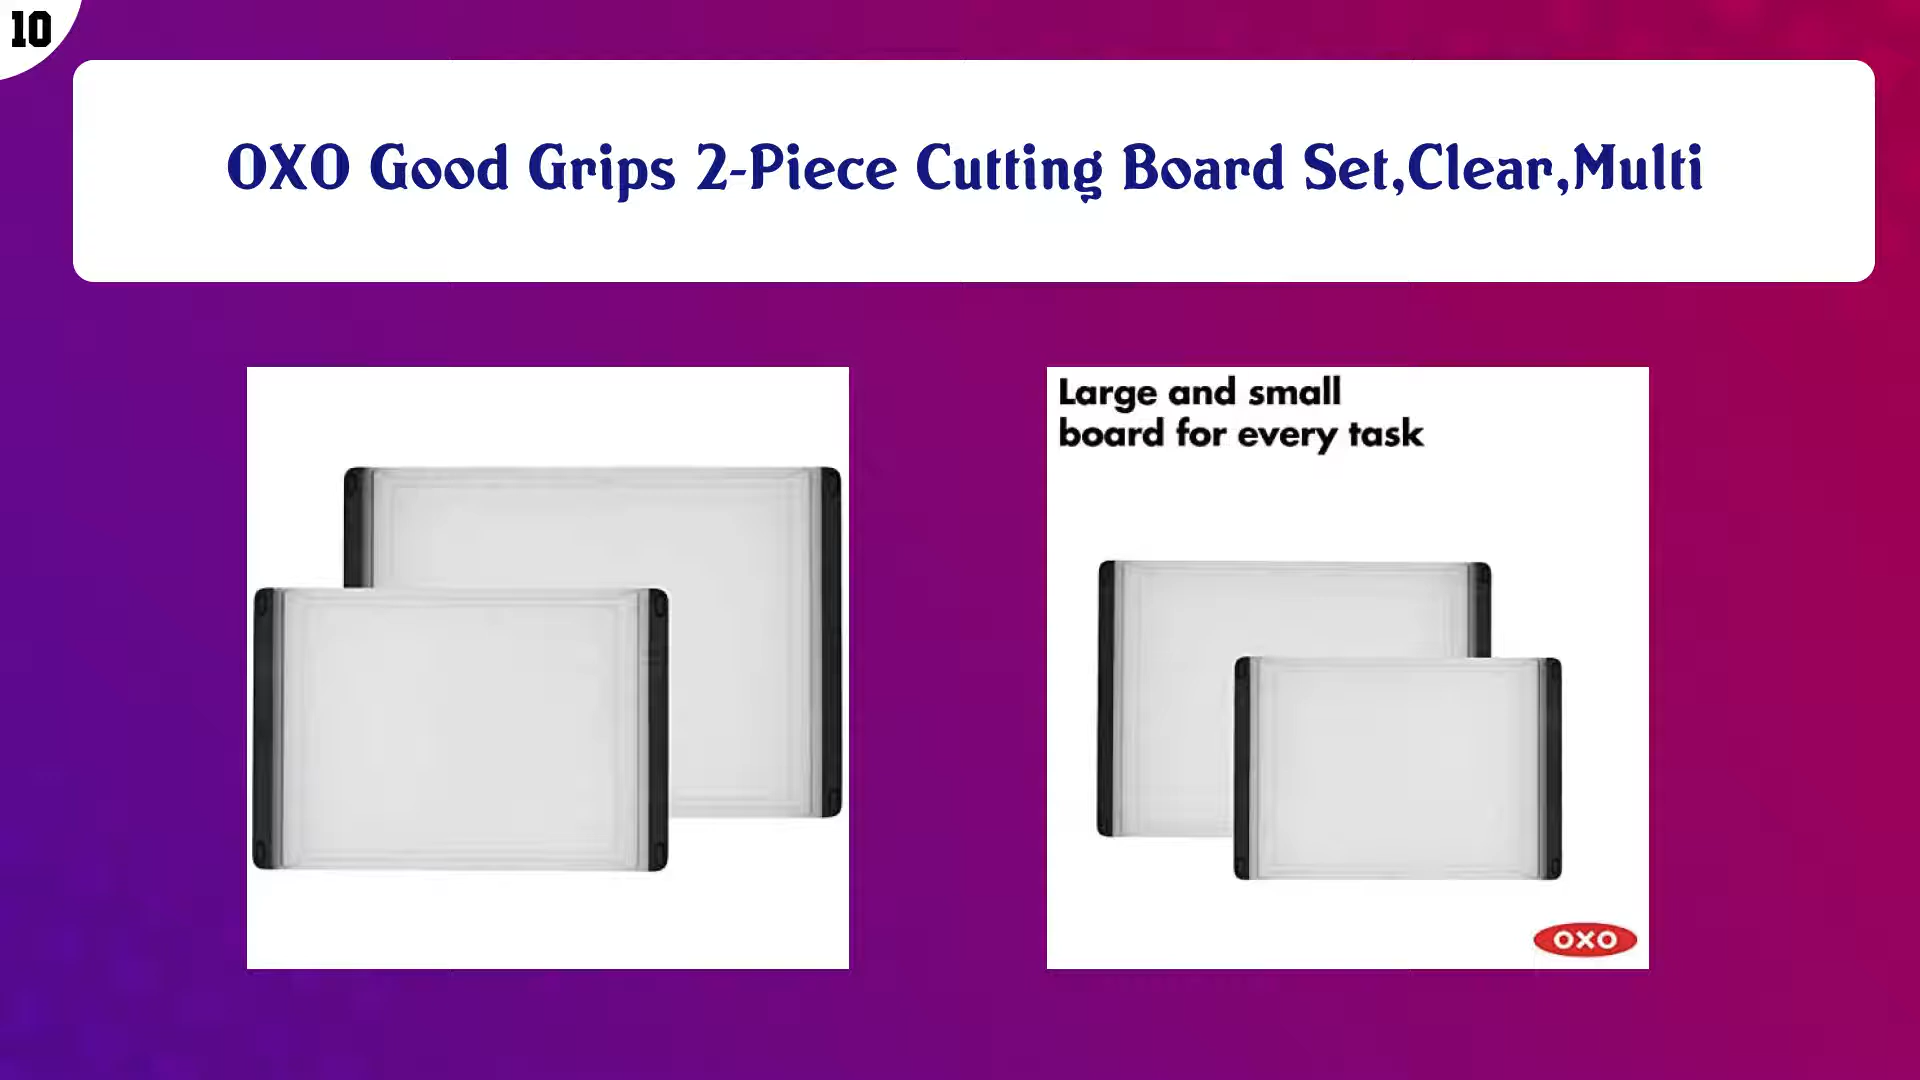 10
OXO Good Grips 2-Piece Cutting Board Set,Clear,Multi
Large and small
board for every task
OXO